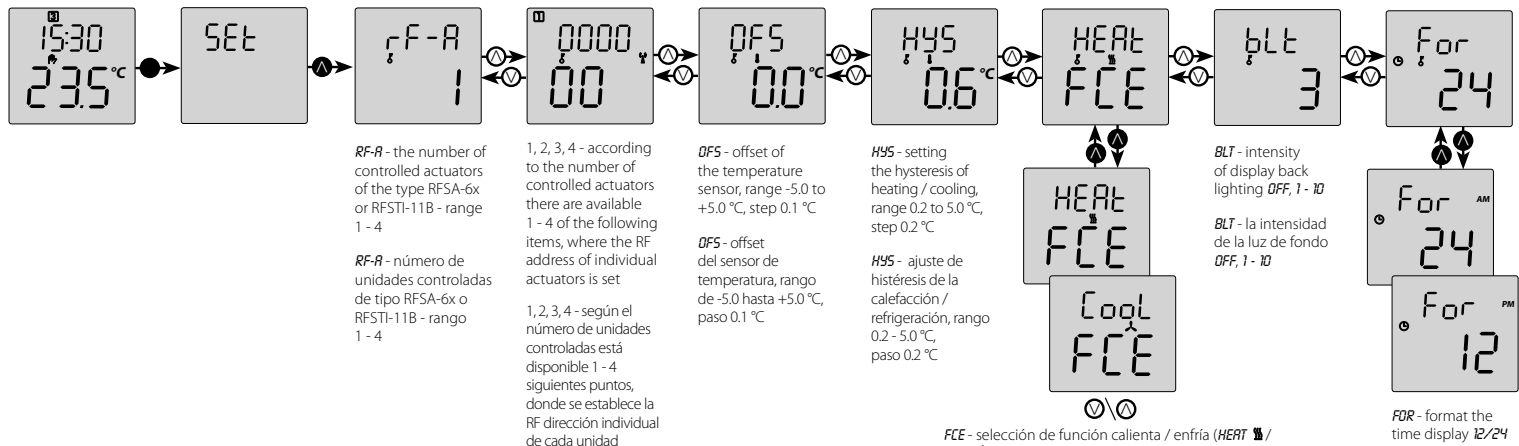 3
15:30
23.5 °C
SEt
rF-A
1
1
0000
00
OFS
0.0 °C
HYS
0.6 °C
HEAt
FCE
bLt
3
For
24
RF-A - the number of
controlled actuators
of the type RFSA-6x
or RFSTI-11B - range
1 - 4
RF-A - número de
unidades controladas
de tipo RFSA-6x o
RFSTI-11B - rango
1 - 4
1, 2, 3, 4 - according
to the number of
controlled actuators
there are available
1 - 4 of the following
items, where the RF
address of individual
actuators is set
1, 2, 3, 4 - según el
número de unidades
controladas está
disponible 1 - 4
siguientes puntos,
donde se establece la
RF dirección individual
de cada unidad
OFS - offset of
the temperature
sensor, range -5.0 to
+5.0 °C, step 0.1 °C
OFS - offset
del sensor de
temperatura, rango
de -5.0 hasta +5.0 °C,
paso 0.1 °C
HYS - setting
the hysteresis of
heating / cooling,
range 0.2 to 5.0 °C,
step 0.2 °C
HYS - ajuste de
histéresis de la
calefacción /
refrigeración, rango
0.2 - 5.0 °C,
paso 0.2 °C
HEAt
FCE
CooL
FCE
FCE - selección de función calienta / enfría (HEAT /
BLT - intensity
of display back
lighting OFF, 1 - 10
BLT - la intensidad
de la luz de fondo
OFF, 1 - 10
For AM
24
For PM
12
FOR - format the
time display 12/24